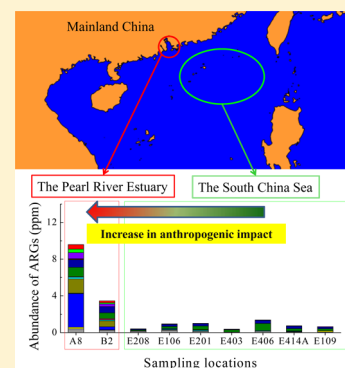 Mainland China
The Pearl River Estuary
The South China Sea
Increase in anthropogenic impact
Abundance of ARGs (ppm)
12
8
4
0
A8 B2 E208 E106 E201 E403 E406 E414A E109
Sampling locations